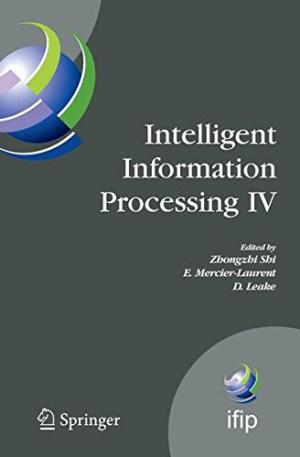 Intelligent
Information
Processing IV
Edited by
Zhongzhi Shi
E. Mercier-Laurent
D. Leake
Springer
ifip